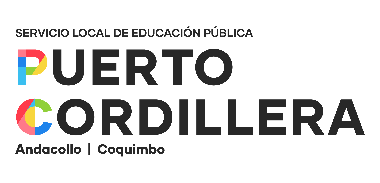 SERVICIO LOCAL DE EDUCACIÓN PÚBLICA
PUERTO
CORDILLERA
Andacollo | Coquimbo